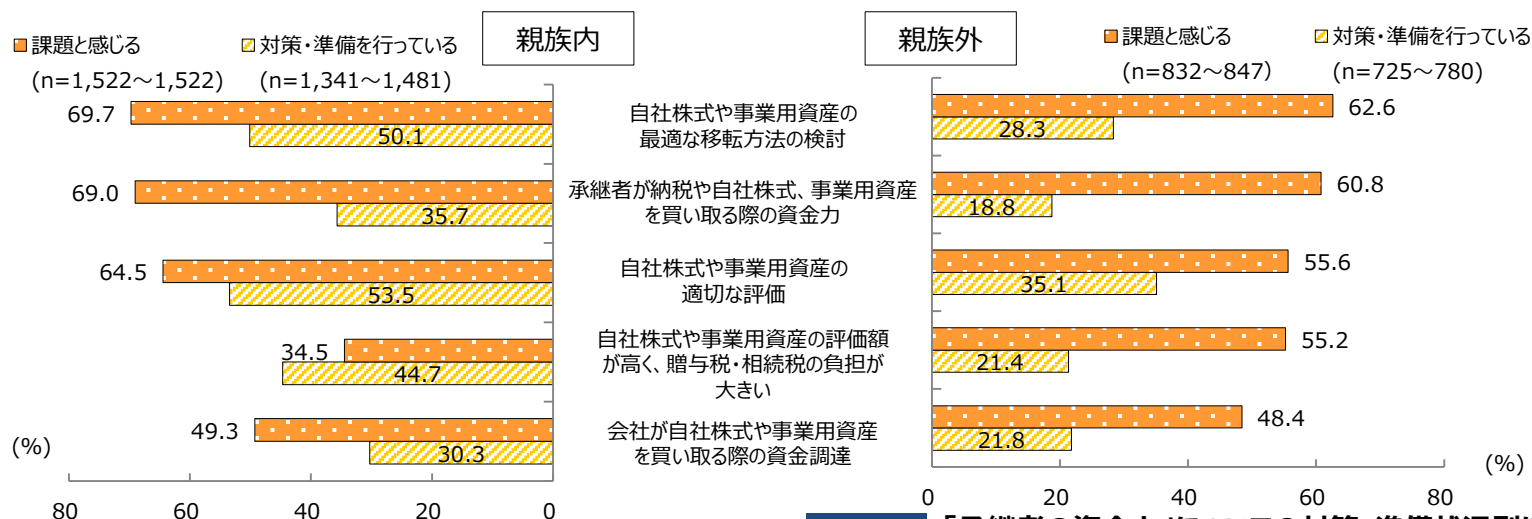 親族内
親族外
課題と感じる
対策・準備を行っている
(n=1,522～1,522)
(n=1,341～1,481)
課題と感じる
対策・準備を行っている
(n=832～847)
(n=725～780)
69.7
50.1
自社株式や事業用資産の
最適な移転方法の検討
62.6
28.3
69.0
35.7
承継者が納税や自社株式、事業用資産
を買い取る際の資金力
60.8
18.8
64.5
53.5
自社株式や事業用資産の
適切な評価
55.6
35.1
34.5
44.7
自社株式や事業用資産の評価額
が高く、贈与税・相続税の負担が
大きい
55.2
21.4
49.3
30.3
会社が自社株式や事業用資産
を買い取る際の資金調達
48.4
21.8
(%)
80 60 40 20 0
(%)
0 20 40 60 80